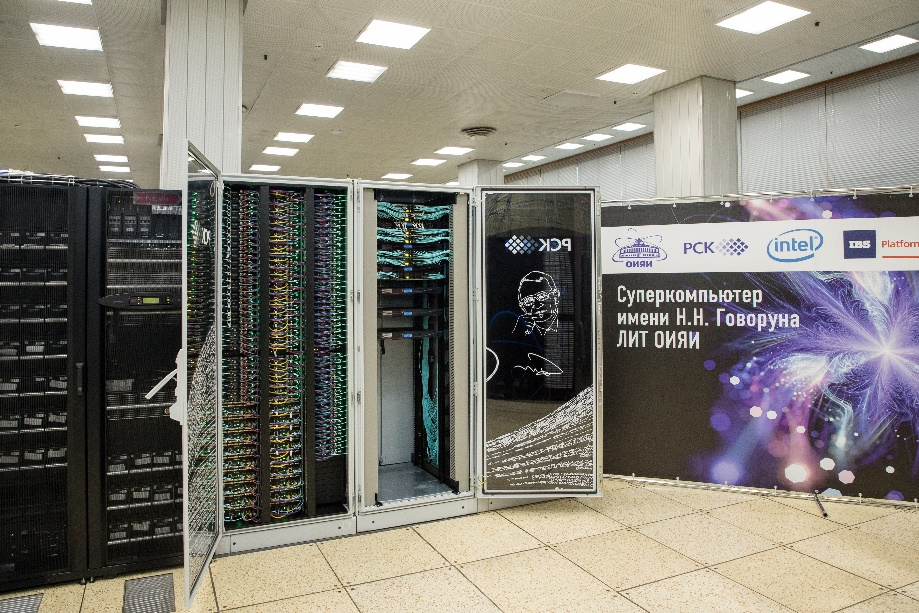 ОИЯИ
РСК
intel
IBS
Platform
Суперкомпьютер
имени Н.Н. Говоруна
ЛИТ ОИЯИ
РСК